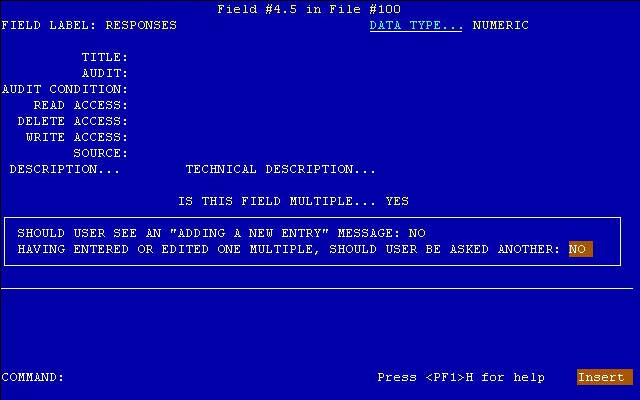 Field #4.5 in File #100
FIELD LABEL: RESPONSES DATA TYPE... NUMERIC
TITLE:
AUDIT:
AUDIT CONDITION:
READ ACCESS:
DELETE ACCESS:
WRITE ACCESS:
SOURCE:
DESCRIPTION... TECHNICAL DESCRIPTION...
IS THIS FIELD MULTIPLE... YES
SHOULD USER SEE AN "ADDING A NEW ENTRY" MESSAGE: NO
HAVING ENTERED OR EDITED ONE MULTIPLE, SHOULD USER BE ASKED ANOTHER: NO
COMMAND: Press <PF1>H for help Insert